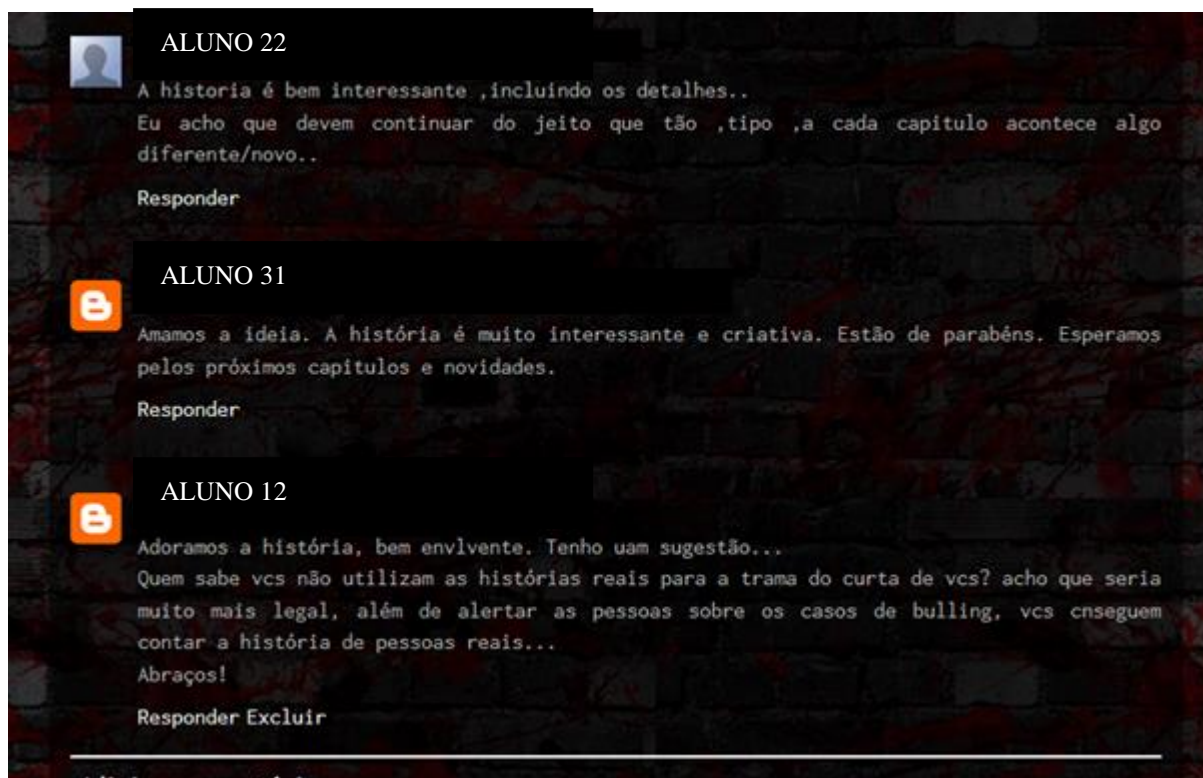 ALUNO 22
A historia é bem interessante ,incluindo os detalhes..
Eu acho que devem continuar do jeito que tão ,tipo ,a cada capitulo acontece algo
diferente/novo..
Responder
ALUNO 31
Amamos a ideia. A história é muito interessante e criativa. Estão de parabéns. Esperamos
pelos próximos capitulos e novidades.
Responder
ALUNO 12
Adoramos a história, bem envlvente. Tenho uam sugestão...
Quem sabe vcs não utilizam as histórias reais para a trama do curta de vcs? acho que seria
muito mais legal, além de alertar as pessoas sobre os casos de bulling, vcs cnseguem
contar a história de pessoas reais...
Abraços!
Responder Excluir